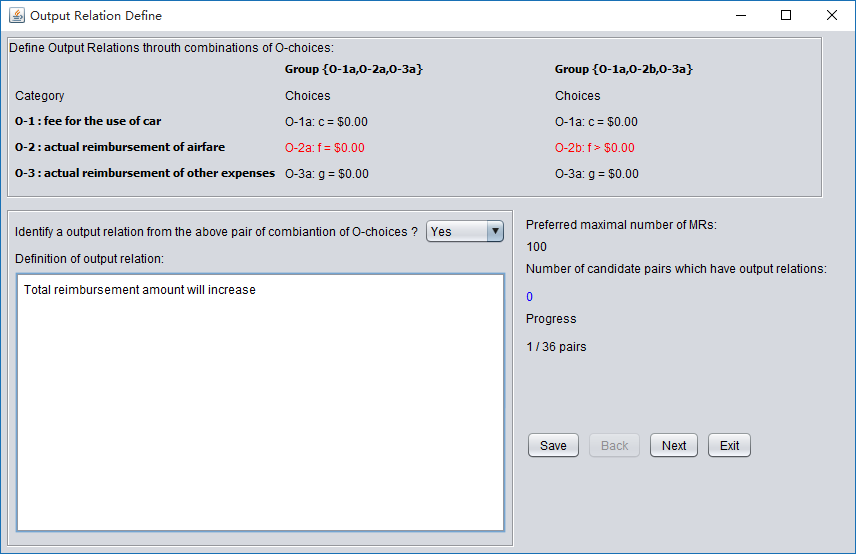 Output Relation Define
Define Output Relations throuth combinations of O-choices:
Group {O-1a,O-2a,O-3a} Group {O-1a,O-2b,O-3a}
Category Choices Choices
O-1 : fee for the use of car O-1a: c = $0.00 O-1a: c = $0.00
O-2 : actual reimbursement of airfare O-2a: f = $0.00 O-2b: f > $0.00
O-3 : actual reimbursement of other expenses O-3a: g = $0.00 O-3a: g = $0.00
Identify a output relation from the above pair of combiantion of O-choices ? Yes
Definition of output relation:
Total reimbursement amount will increase
Preferred maximal number of MRs:
100
Number of candidate pairs which have output relations:
0
Progress
1 / 36 pairs
Save Back Next Exit